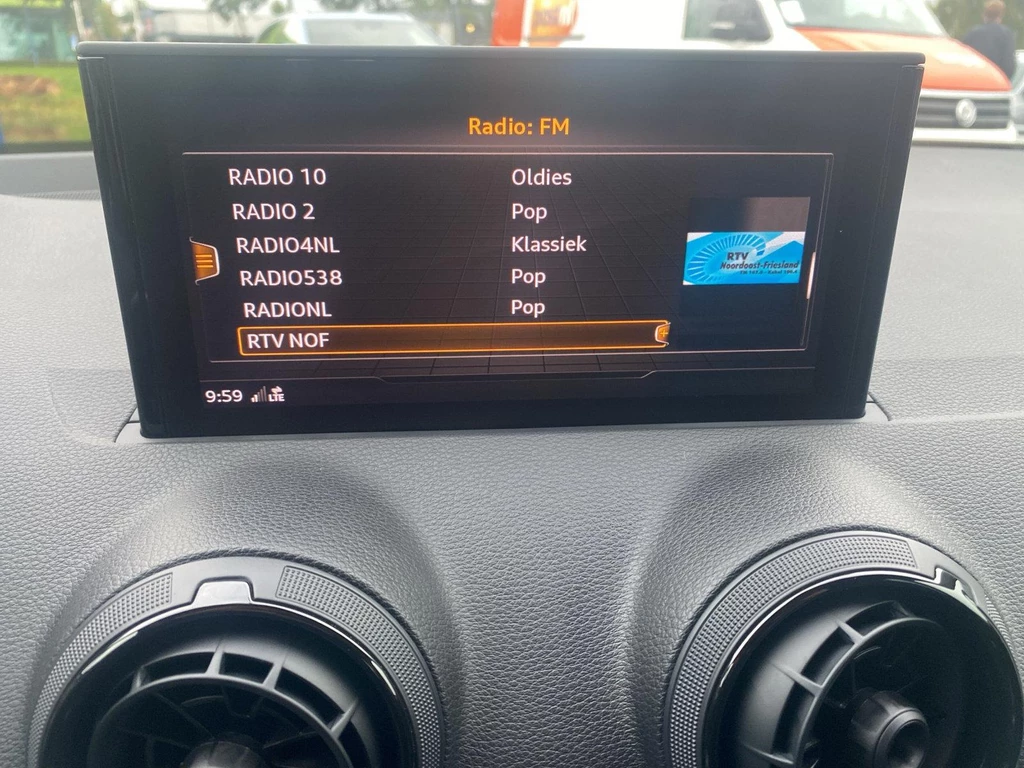 Radio: FM
RADIO 10 Oldies
RADIO 2 Pop
RADIO4NL Klassiek
RADIO538 Pop
RADIONL Pop
RTV NOF
RTV
Noordoost-Friesland
9:59 LTE